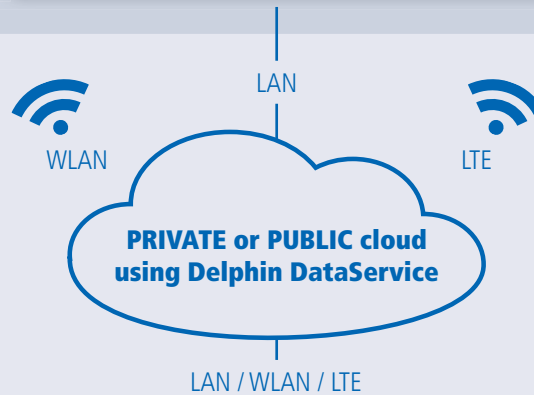 LAN
WLAN
LTE
PRIVATE or PUBLIC cloud
using Delphin DataService
LAN / WLAN / LTE